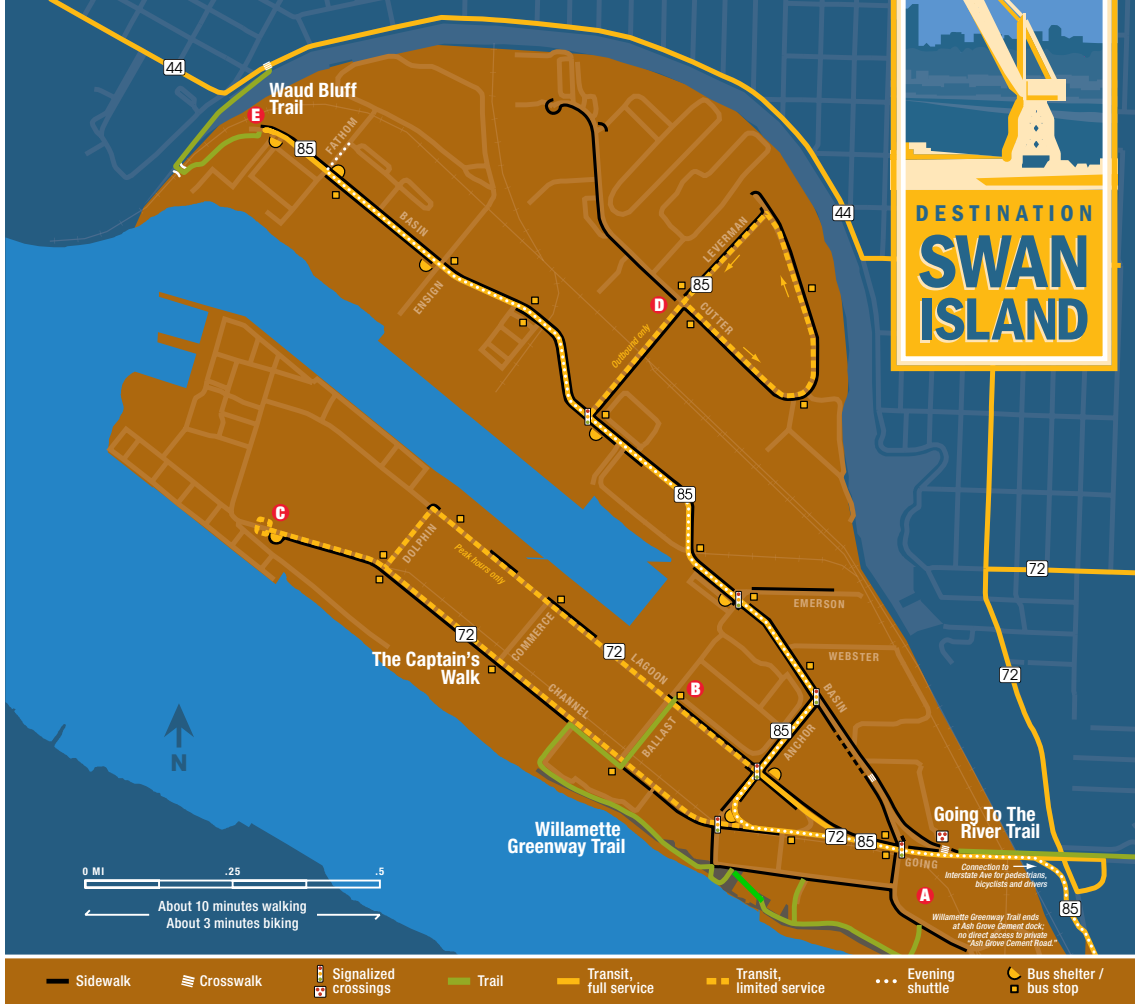 44
Waud Bluff
Trail
E
85
FATHOM
BASIN
ENSIGN
44
LEVERMAN
85
D
CUTTER
Outbound only
DESTINATION
SWAN
ISLAND
85
C
DOLPHIN
Peak hours only
72
EMERSON
72
COMMERCE
72
LAGOON
WEBSTER
The Captain's
Walk
72
B
CHANNEL
BALLAST
BASIN
85
ANCHOR
N
Willamette
Greenway Trail
Going To The
River Trail
72
85
GOING
Connection to
Interstate Ave for pedestrians,
bicyclists and drivers
A
85
Willamette Greenway Trail ends
at Ash Grove Cement dock;
no direct access to private
"Ash Grove Cement Road."
0 MI .25 .5
About 10 minutes walking
About 3 minutes biking
Sidewalk
Crosswalk
Signalized
crossings
Trail
Transit,
full service
Transit,
limited service
Evening
shuttle
Bus shelter /
bus stop